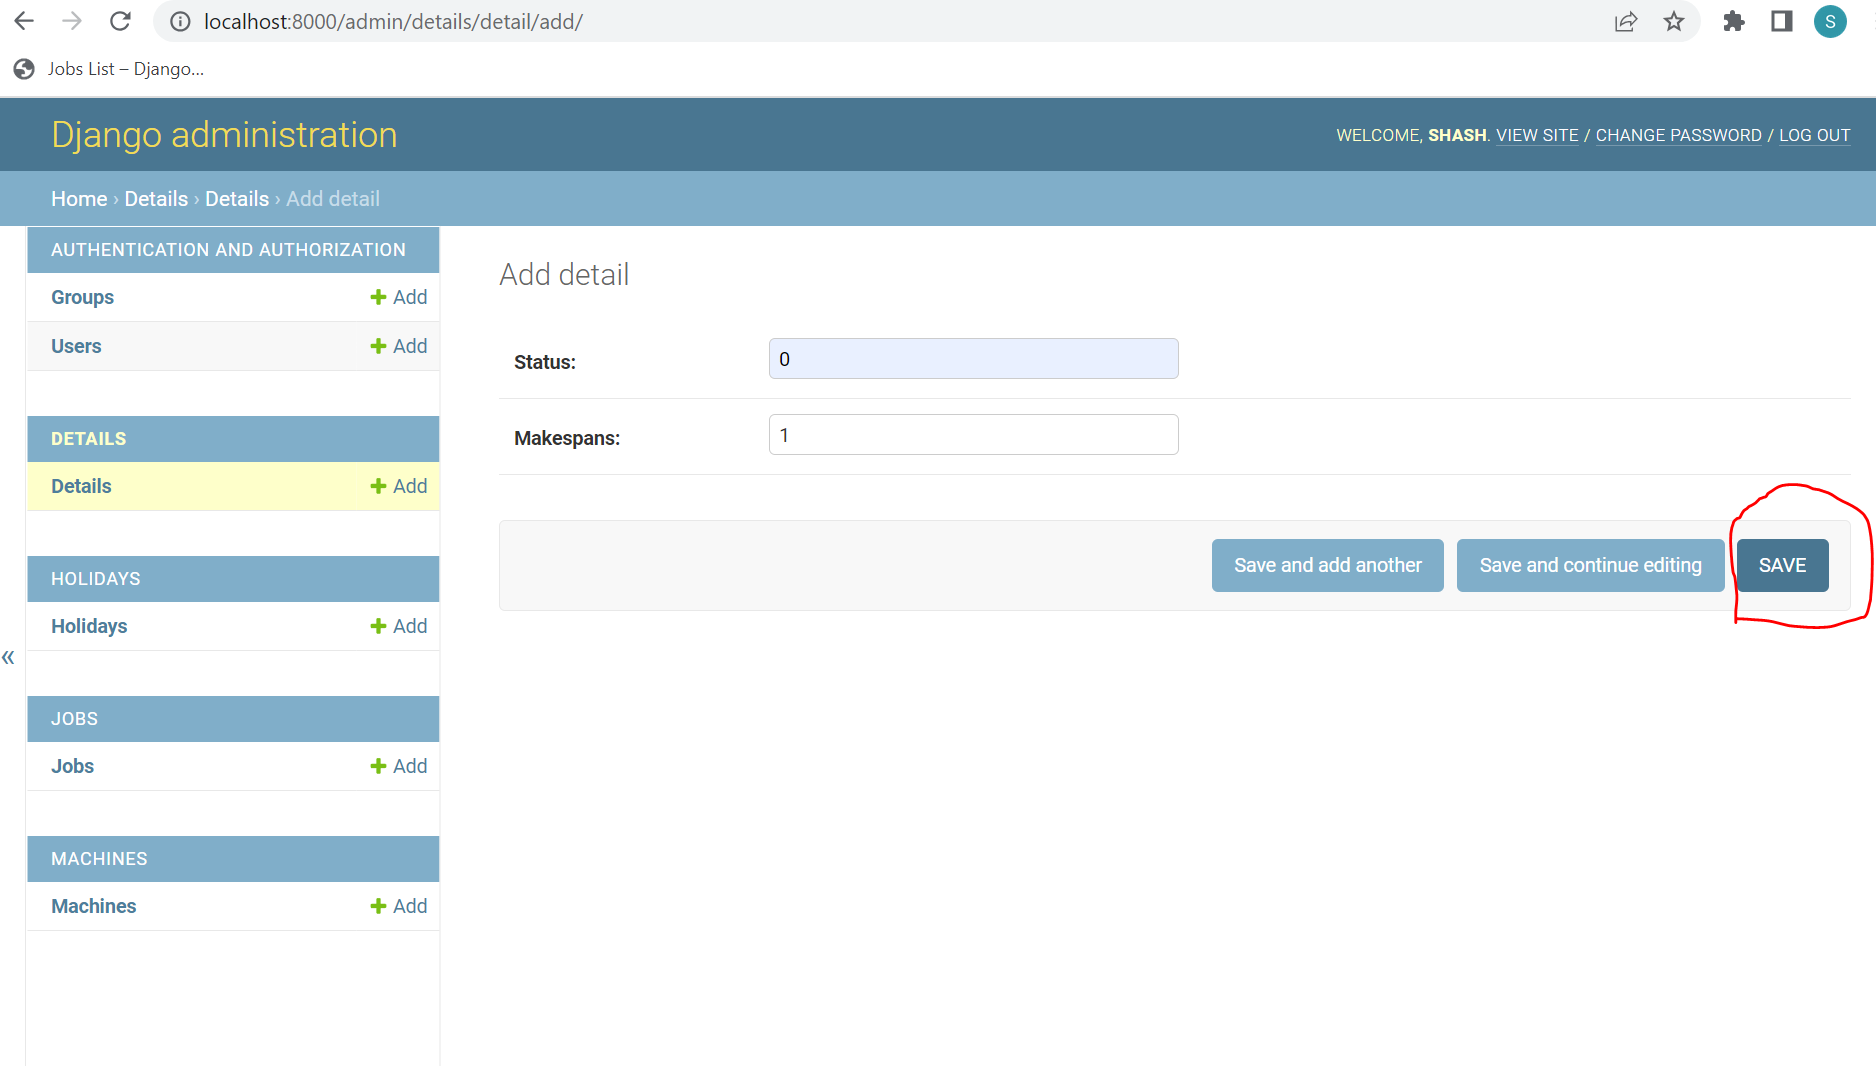 localhost:8000/admin/details/detail/add/
S
Jobs List – Django...
Django administration
WELCOME, SHASH. VIEW SITE / CHANGE PASSWORD / LOG OUT
Home › Details › Details › Add detail
AUTHENTICATION AND AUTHORIZATION
Groups + Add
Users + Add
DETAILS
Details + Add
HOLIDAYS
Holidays + Add
«
JOBS
Jobs + Add
MACHINES
Machines + Add
Add detail
Status: 0
Makespans: 1
Save and add another Save and continue editing SAVE